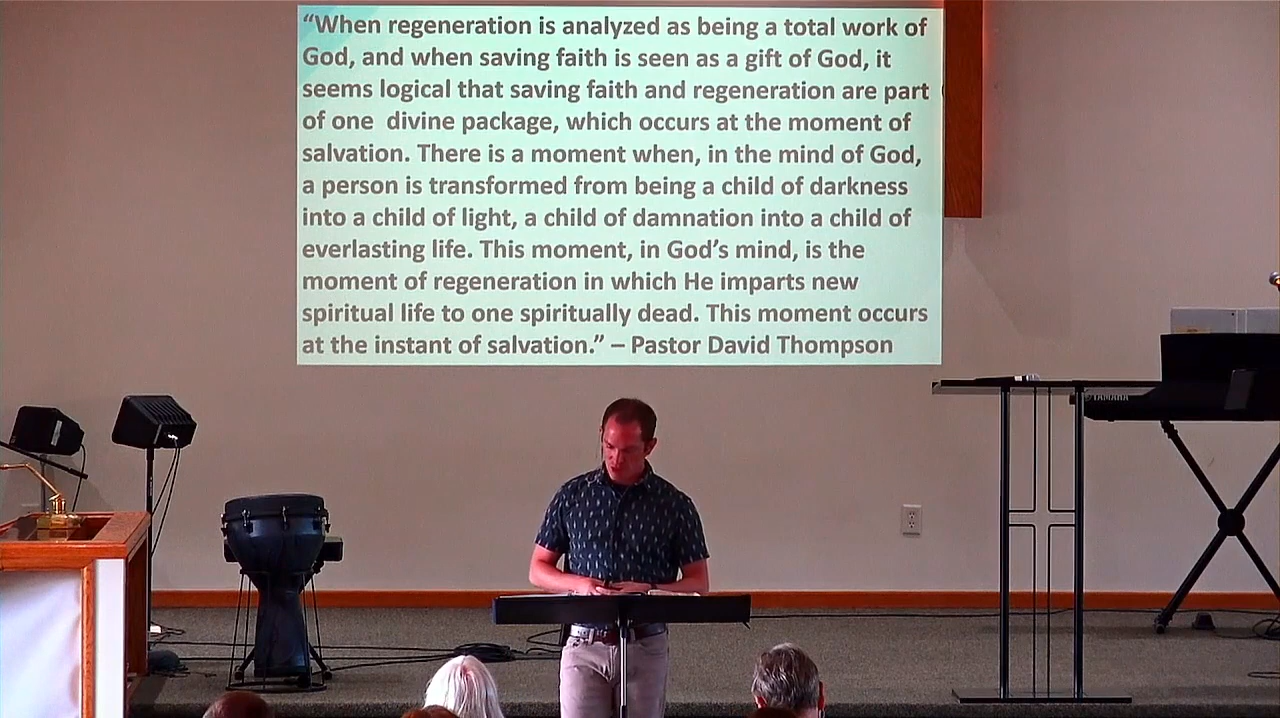 “When regeneration is analyzed as being a total work of
God, and when saving faith is seen as a gift of God, it
seems logical that saving faith and regeneration are part
of one  divine package, which occurs at the moment of
salvation. There is a moment when, in the mind of God,
a person is transformed from being a child of darkness
into a child of light, a child of damnation into a child of
everlasting life. This moment, in God’s mind, is the
moment of regeneration in which He imparts new
spiritual life to one spiritually dead. This moment occurs
at the instant of salvation.” – Pastor David Thompson
YAMAHA